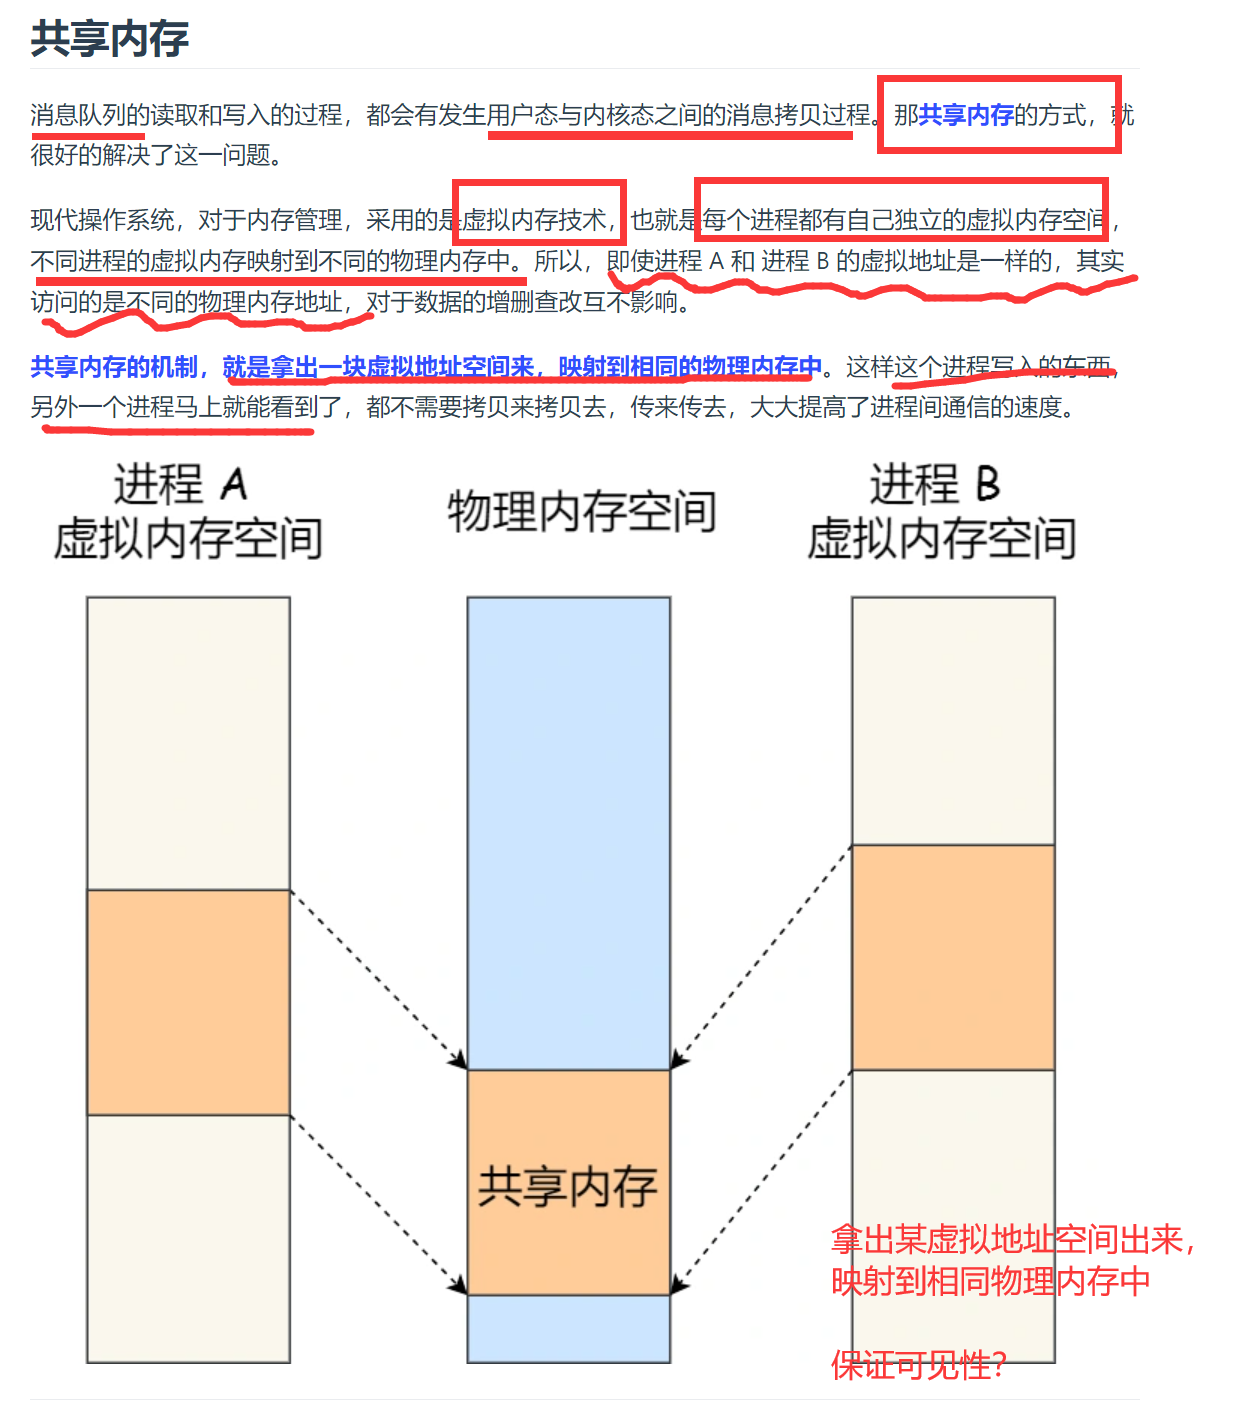 共享内存
消息队列的读取和写入的过程，都会有发生用户态与内核态之间的消息拷贝过程。那共享内存的方式，就
很好的解决了这一问题。
现代操作系统，对于内存管理，采用的是虚拟内存技术，也就是每个进程都有自己独立的虚拟内存空间，
不同进程的虚拟内存映射到不同的物理内存中。所以，即使进程 A 和 进程 B 的虚拟地址是一样的，其实
访问的是不同的物理内存地址，对于数据的增删查改互不影响。
共享内存的机制，就是拿出一块虚拟地址空间来，映射到相同的物理内存中。这样这个进程写入的东西，
另外一个进程马上就能看到了，都不需要拷贝来拷贝去，传来传去，大大提高了进程间通信的速度。
进程 A
虚拟内存空间
物理内存空间
进程 B
虚拟内存空间
共享内存
拿出某虚拟地址空间出来，
映射到相同物理内存中
保证可见性？